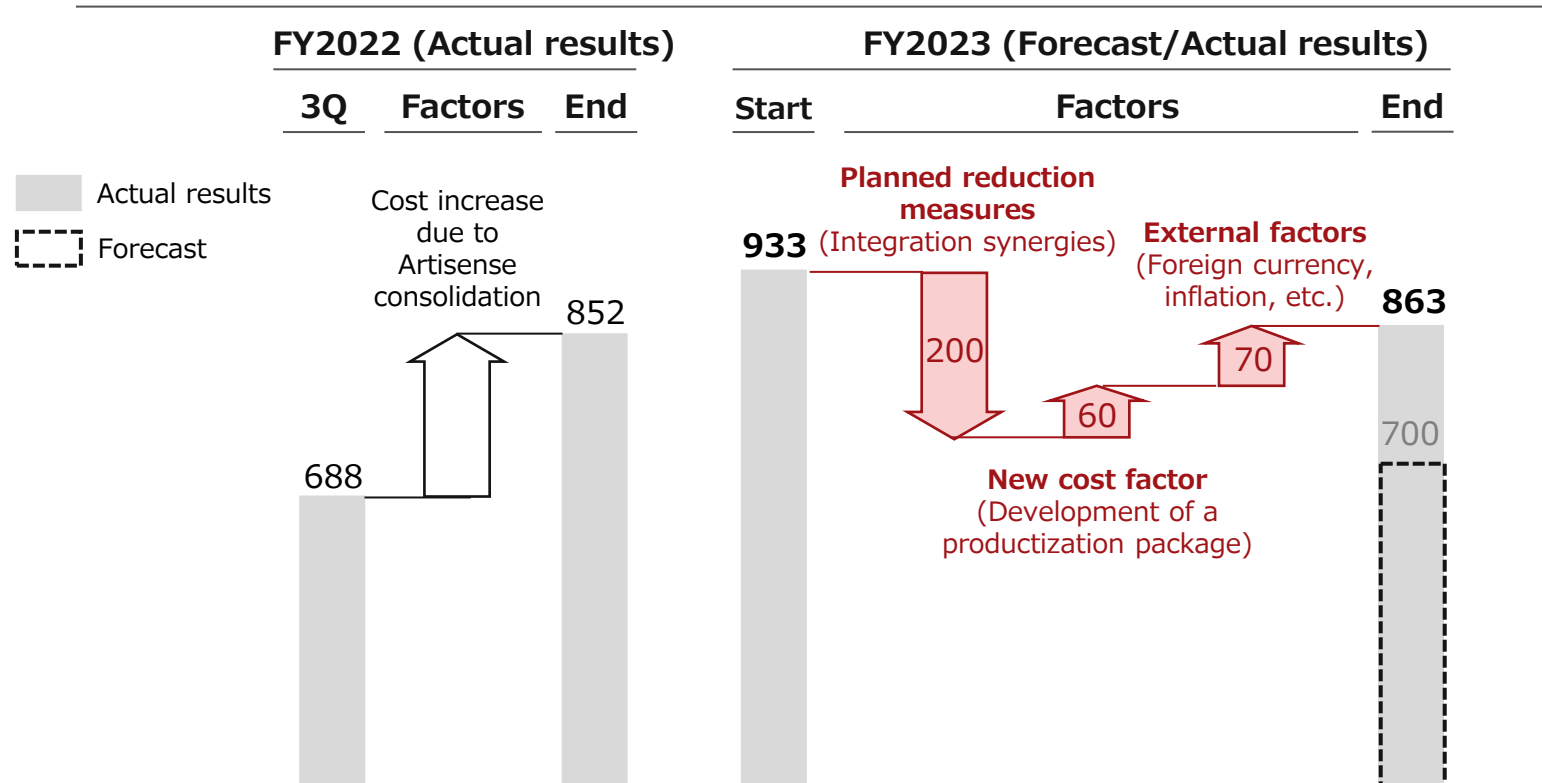 FY2022 (Actual results)
FY2023 (Forecast/Actual results)
3Q
Factors
End
Start
Factors
End
Actual results
Forecast
Cost increase
due to
Artisense
consolidation
688
852
933
Planned reduction
measures
(Integration synergies)
200
60
New cost factor
(Development of a
productization package)
External factors
(Foreign currency,
inflation, etc.)
70
863
700